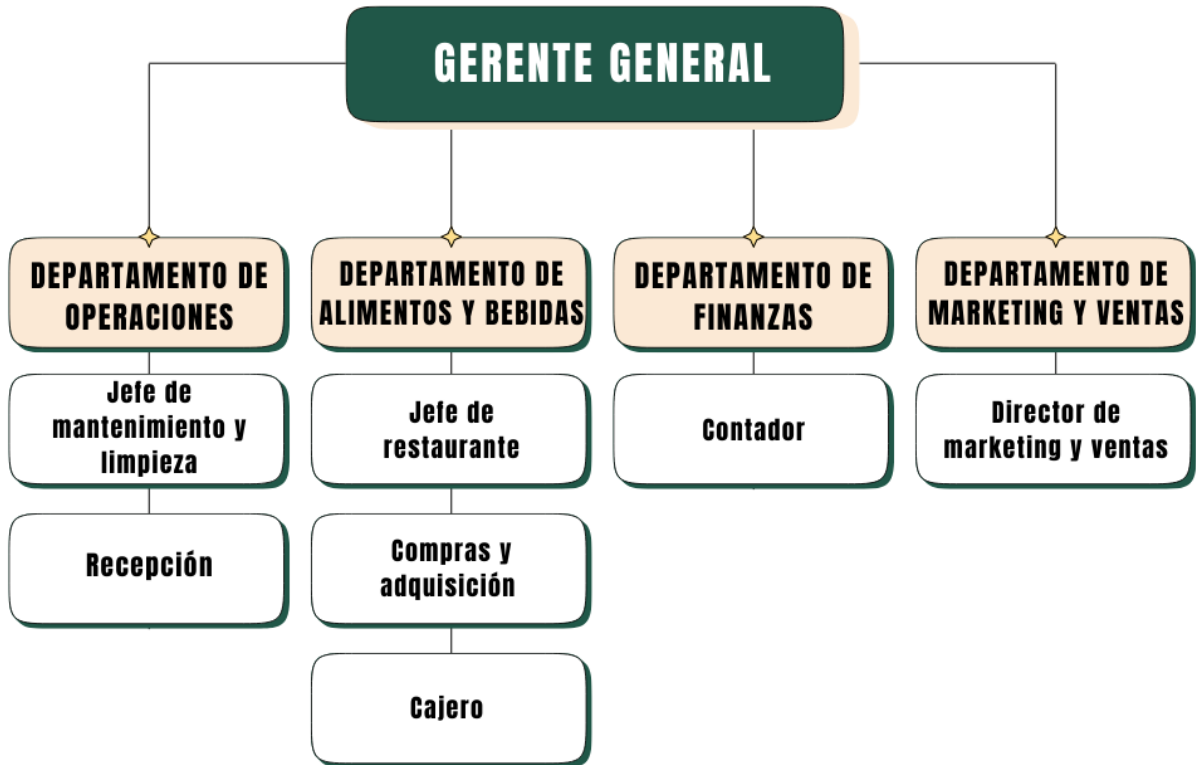 GERENTE GENERAL
DEPARTAMENTO DE
OPERACIONES
Jefe de
mantenimiento y
limpieza
Recepción
DEPARTAMENTO DE
ALIMENTOS Y BEBIDAS
Jefe de
restaurante
Compras y
adquisición
Cajero
DEPARTAMENTO DE
FINANZAS
Contador
DEPARTAMENTO DE
MARKETING Y VENTAS
Director de
marketing y ventas